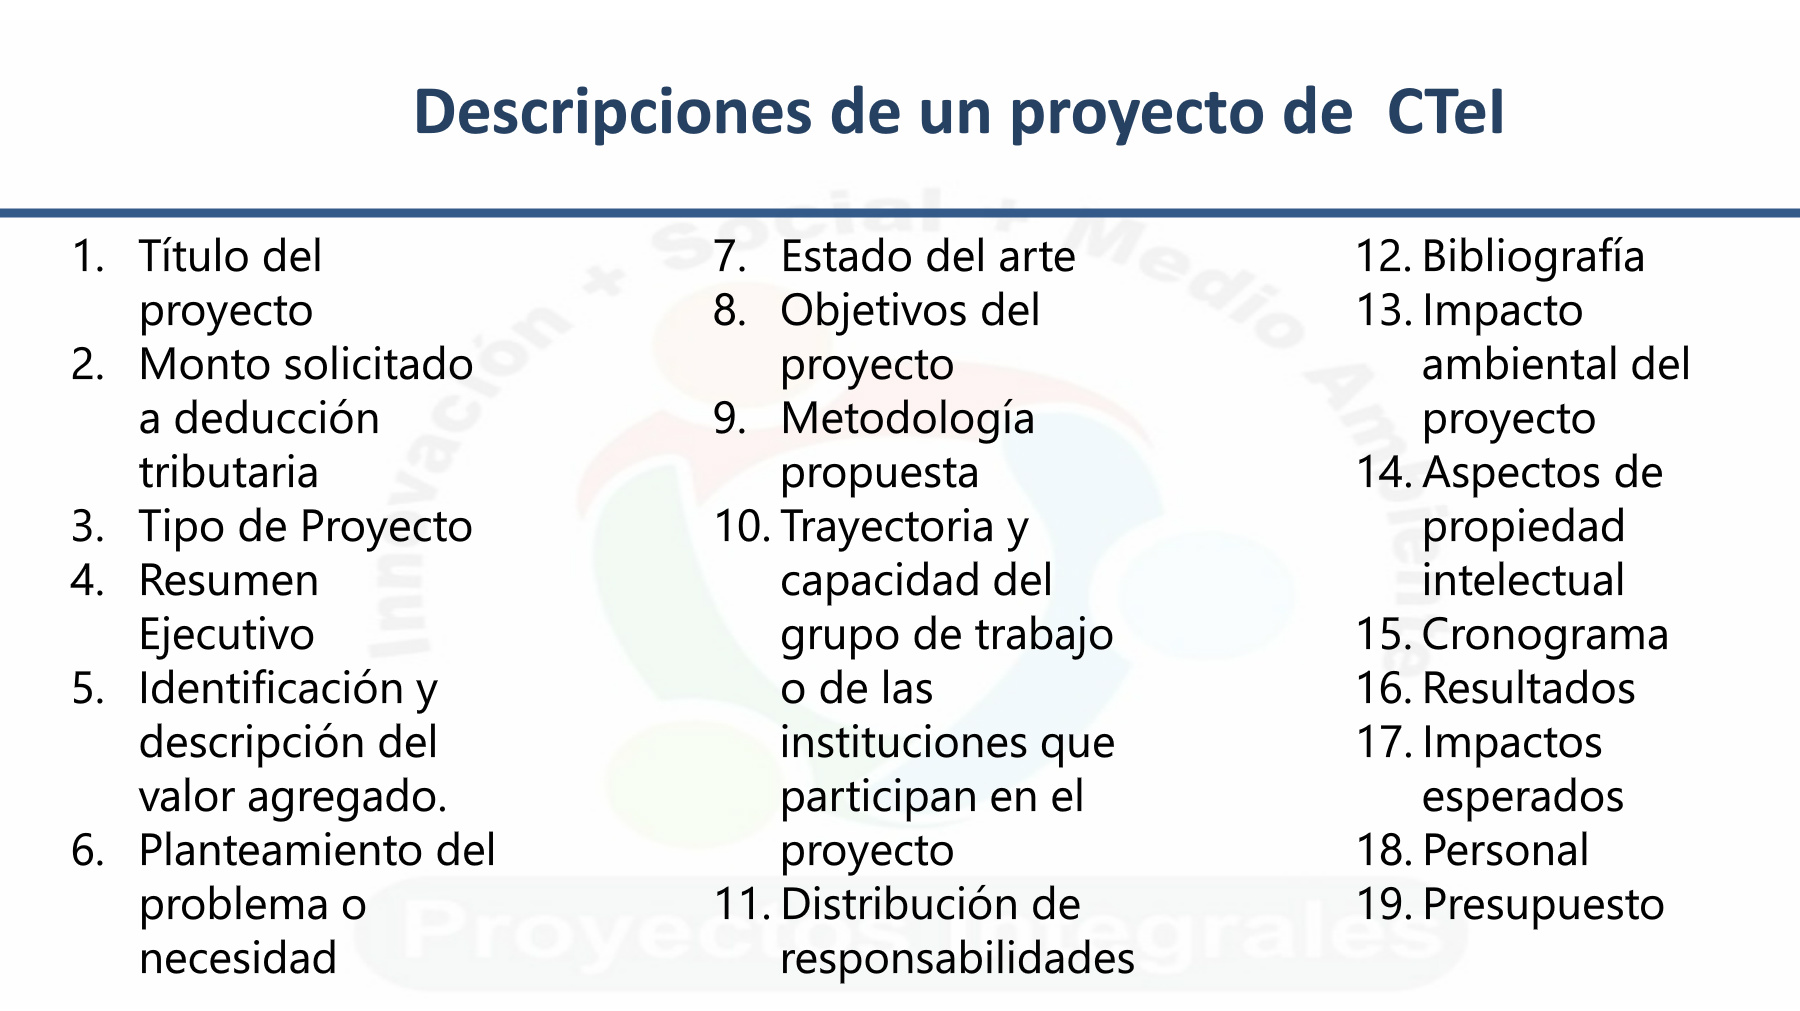 Descripciones de un proyecto de CTeI
1. Título del
proyecto
2. Monto solicitado
a deducción
tributaria
3. Tipo de Proyecto
4. Resumen
Ejecutivo
5. Identificación y
descripción del
valor agregado.
6. Planteamiento del
problema o
necesidad
7. Estado del arte
8. Objetivos del
proyecto
9. Metodología
propuesta
10. Trayectoria y
capacidad del
grupo de trabajo
o de las
instituciones que
participan en el
proyecto
11. Distribución de
responsabilidades
12. Bibliografía
13. Impacto
ambiental del
proyecto
14. Aspectos de
propiedad
intelectual
15. Cronograma
16. Resultados
17. Impactos
esperados
18. Personal
19. Presupuesto
Innovación + Social + Medio Ambiente
Proyectos Integrales